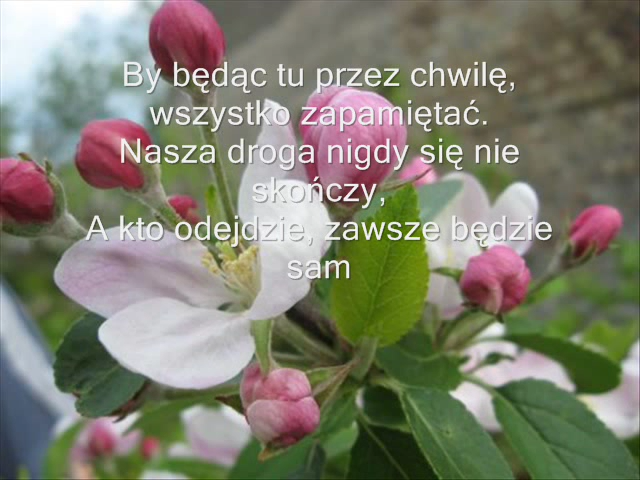 By będąc tu przez chwilę,
wszystko zapamiętać.
Nasza droga nigdy się nie
skończy,
A kto odejdzie, zawsze będzie
sam